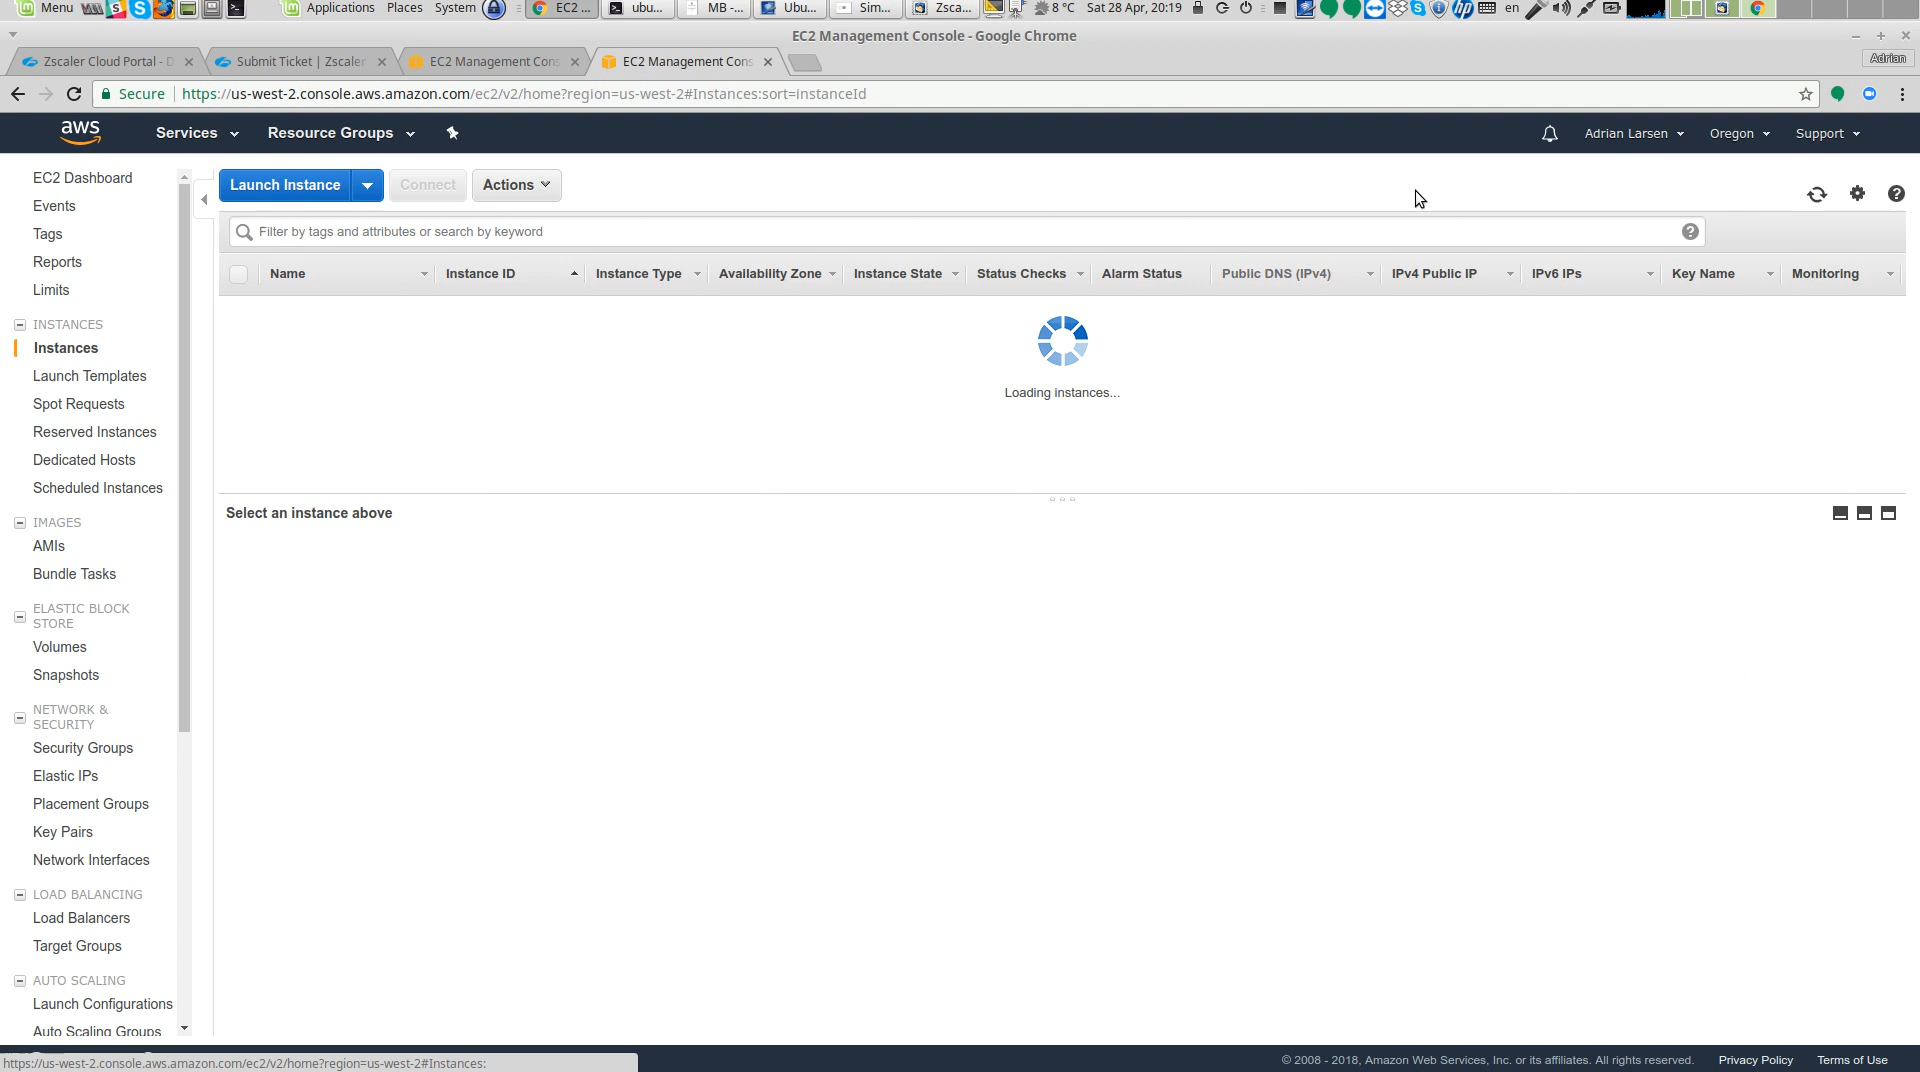 Menu Applications Places System EC2 ... ubu... MB -... Ubu... Sim... Zsca... 8 °C Sat 28 Apr, 20:19 en
EC2 Management Console - Google Chrome
Zscaler Cloud Portal - D Submit Ticket | Zscaler EC2 Management Cons EC2 Management Cons Adrian
Secure https://us-west-2.console.aws.amazon.com/ec2/v2/home?region=us-west-2#Instances:sort=instanceId
aws Services Resource Groups Adrian Larsen Oregon Support
EC2 Dashboard
Events
Tags
Reports
Limits
INSTANCES
Instances
Launch Templates
Spot Requests
Reserved Instances
Dedicated Hosts
Scheduled Instances
IMAGES
AMIs
Bundle Tasks
ELASTIC BLOCK
STORE
Volumes
Snapshots
NETWORK &
SECURITY
Security Groups
Elastic IPs
Placement Groups
Key Pairs
Network Interfaces
LOAD BALANCING
Load Balancers
Target Groups
AUTO SCALING
Launch Configurations
Auto Scaling Groups
Launch Instance Connect Actions
Filter by tags and attributes or search by keyword
Name Instance ID Instance Type Availability Zone Instance State Status Checks Alarm Status Public DNS (IPv4) IPv4 Public IP IPv6 IPs Key Name Monitoring
Loading instances...
Select an instance above
https://us-west-2.console.aws.amazon.com/ec2/v2/home?region=us-west-2#Instances:
© 2008 - 2018, Amazon Web Services, Inc. or its affiliates. All rights reserved. Privacy Policy Terms of Use